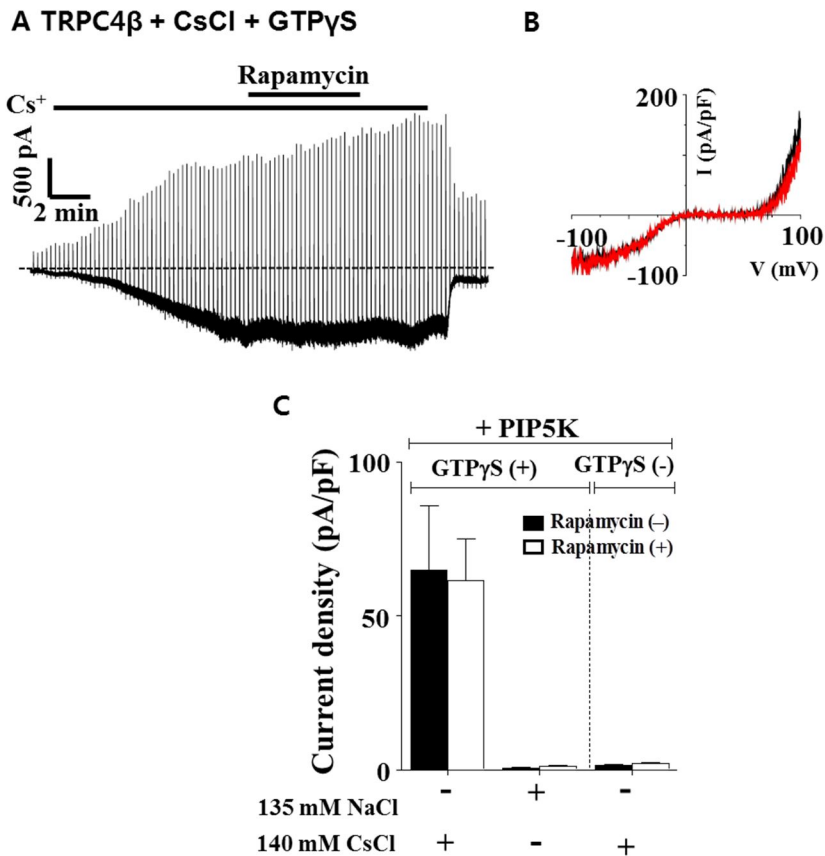 A TRPC4β + CsCl + GTPγS
Rapamycin
Cs⁺
500 pA
2 min
B
200
I (pA/pF)
-100
100
-100
V (mV)
C
+ PIP5K
GTPγS (+)
GTPγS (-)
100
Rapamycin (–)
Rapamycin (+)
50
0
Current density (pA/pF)
135 mM NaCl - + -
140 mM CsCl + - +